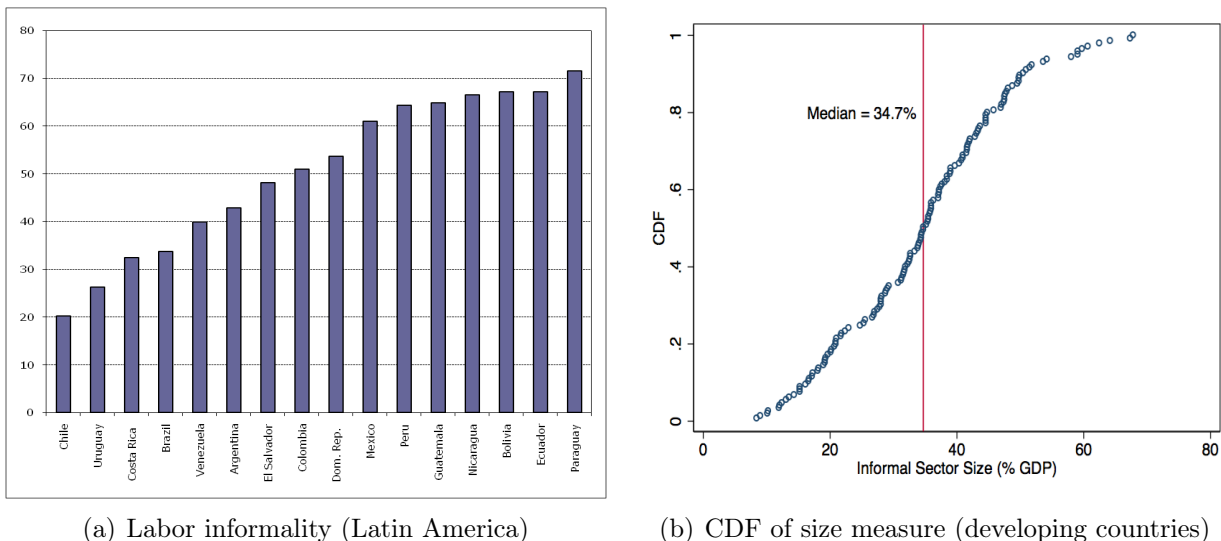 80
70
60
50
40
30
20
10
0
Chile
Uruguay
Costa Rica
Brazil
Venezuela
Argentina
El Salvador
Colombia
Dom. Rep.
Mexico
Peru
Guatemala
Nicaragua
Bolivia
Ecuador
Paraguay
(a) Labor informality (Latin America)
CDF
1
.8
.6
.4
.2
0
Median = 34.7%
0 20 40 60 80
Informal Sector Size (% GDP)
(b) CDF of size measure (developing countries)